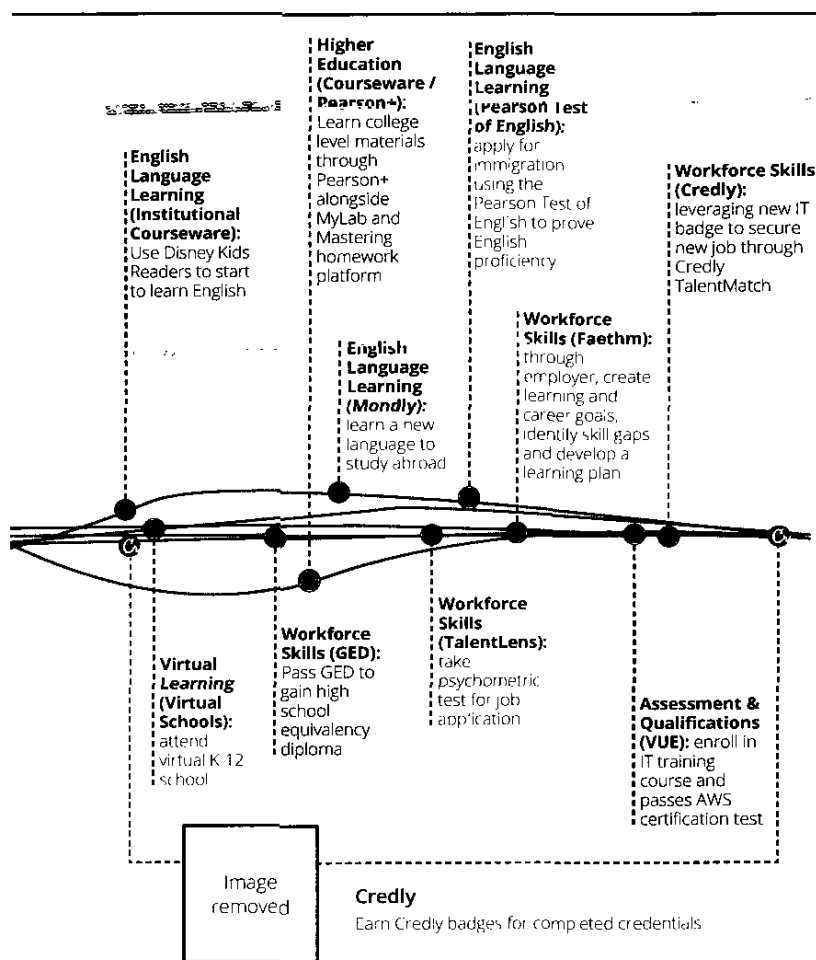 Higher
Education
(Courseware /
Pearson+):
Learn college
level materials
through
Pearson+
alongside
MyLab and
Mastering
homework
platform
English
Language
Learning
(Pearson Test
of English):
apply for
immigration
using the
Pearson Test of
English to prove
English
proficiency
English
Language
Learning
(Institutional
Courseware):
Use Disney Kids
Readers to start
to learn English
Workforce Skills
(Credly):
leveraging new IT
badge to secure
new job through
Credly
TalentMatch
English
Language
Learning
(Mondly):
learn a new
language to
study abroad
Workforce
Skills (Faethm):
through
employer, create
learning and
career goals,
identify skill gaps
and develop a
learning plan
C
C
Virtual
Learning
(Virtual
Schools):
attend
virtual K 12
school
Workforce
Skills (GED):
Pass GED to
gain high
school
equivalency
diploma
Workforce
Skills
(TalentLens):
take
psychometric
test for job
application
Assessment &
Qualifications
(VUE): enroll in
IT training
course and
passes AWS
certification test
Image
removed
Credly
Earn Credly badges for completed credentials